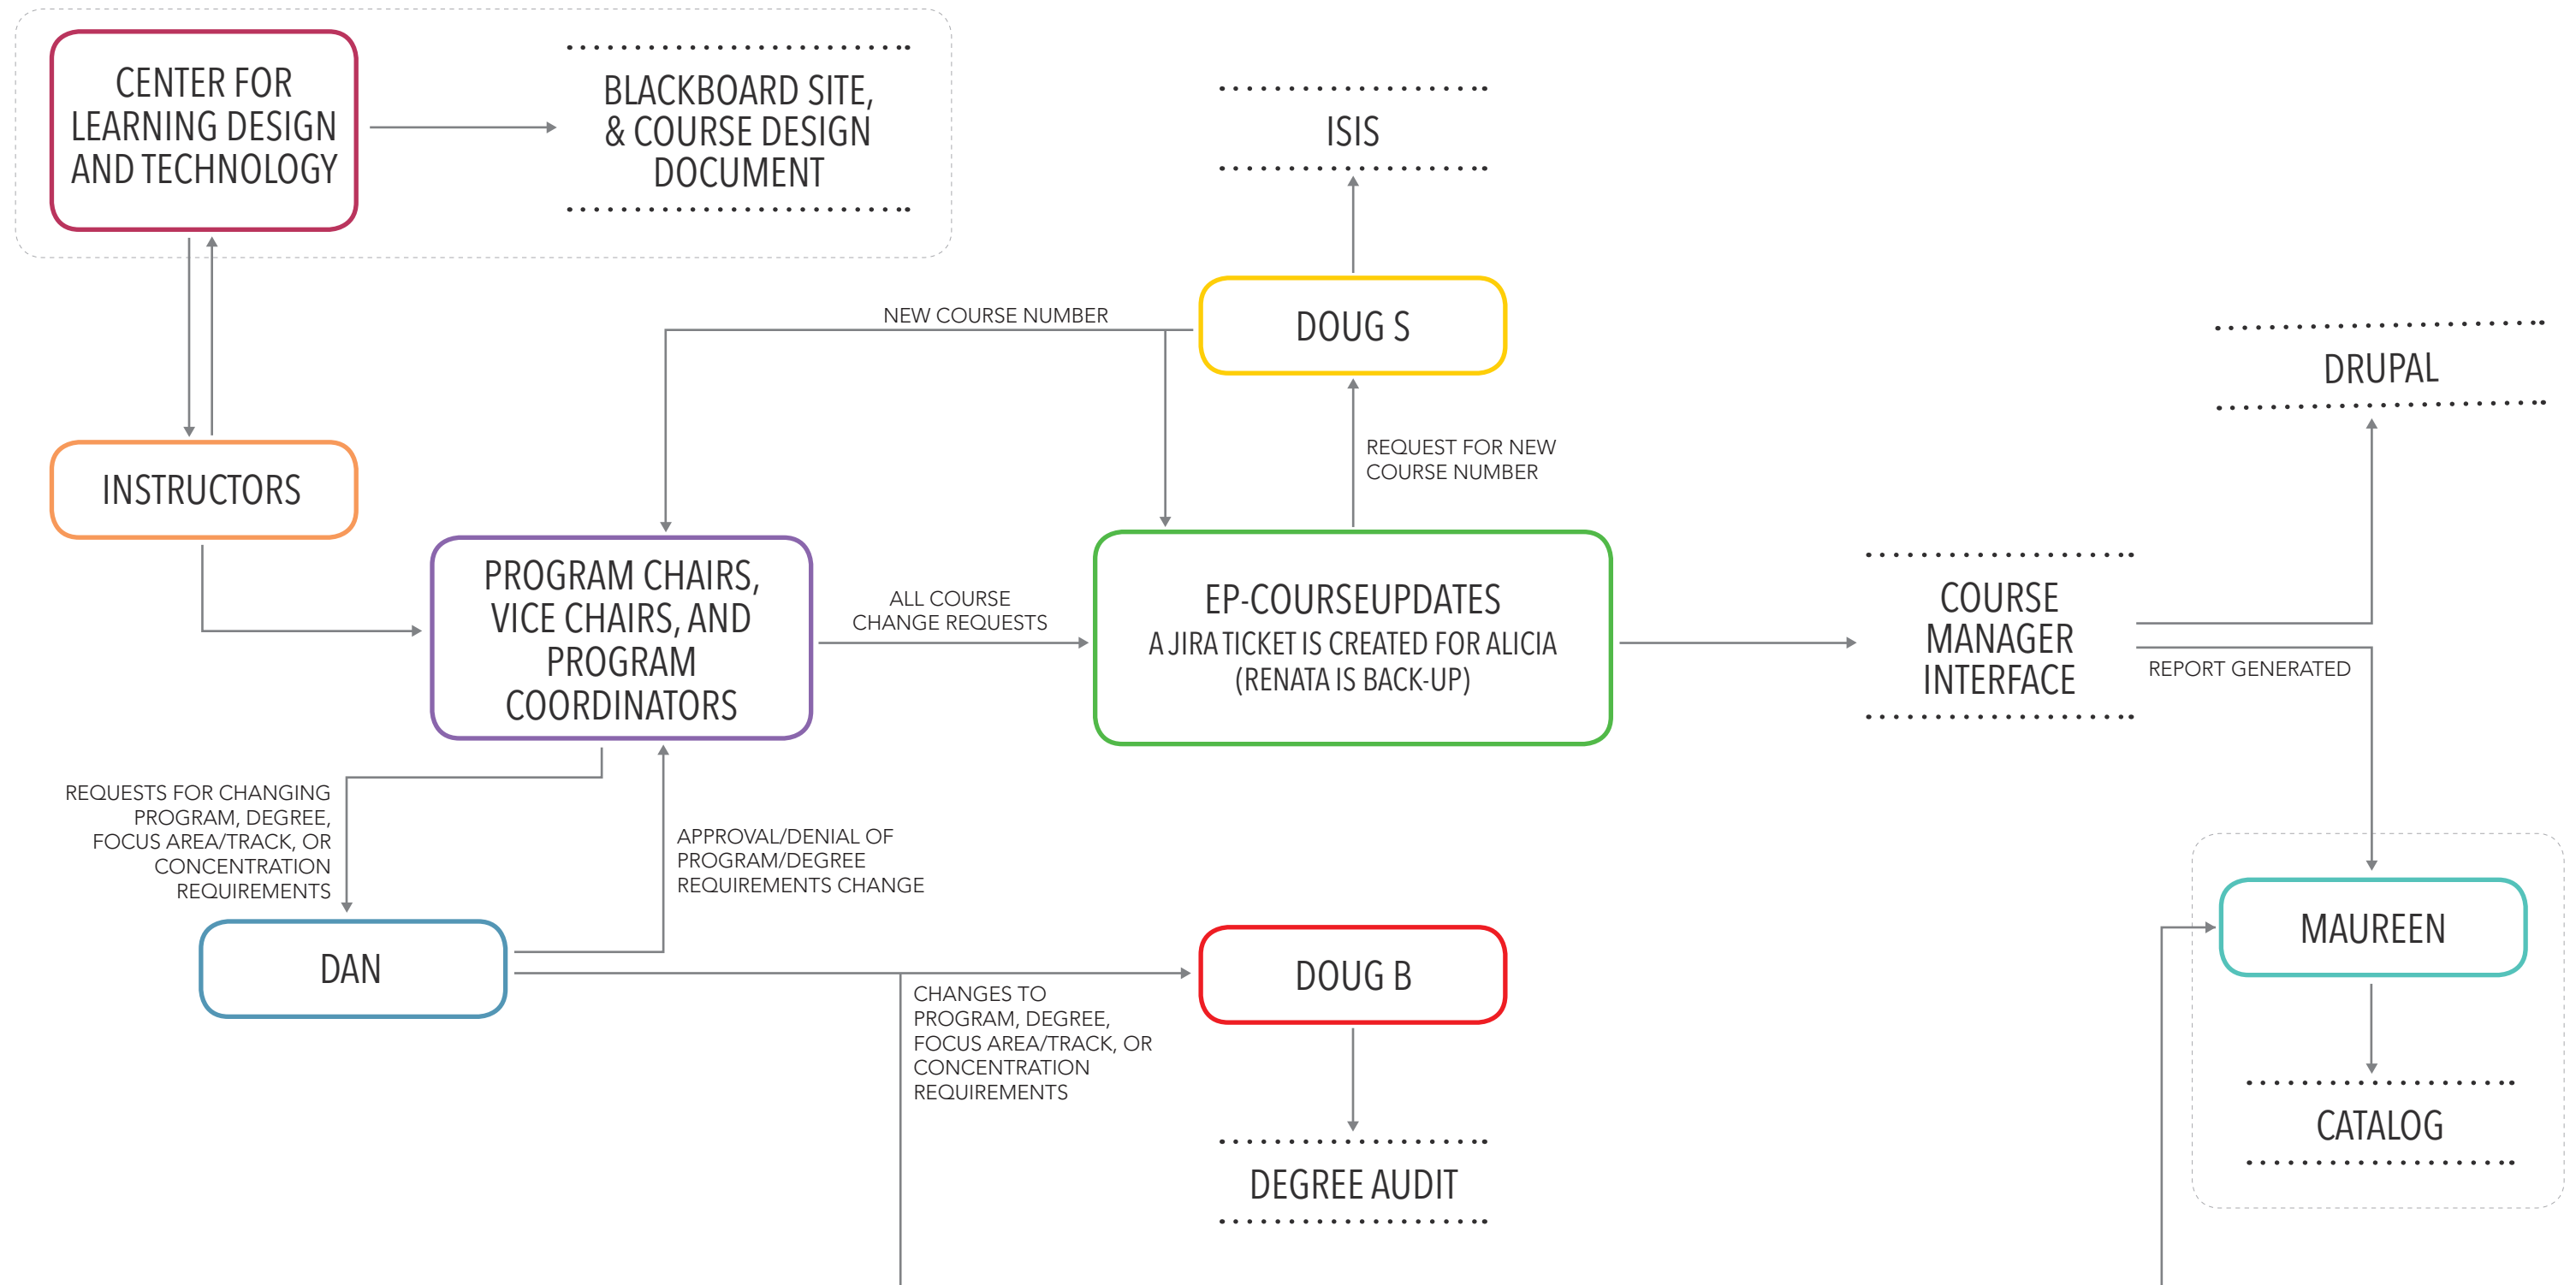 CENTER FOR
LEARNING DESIGN
AND TECHNOLOGY
BLACKBOARD SITE,
& COURSE DESIGN
DOCUMENT
ISIS
DOUG S
NEW COURSE NUMBER
DRUPAL
REQUEST FOR NEW
COURSE NUMBER
INSTRUCTORS
PROGRAM CHAIRS,
VICE CHAIRS, AND
PROGRAM
COORDINATORS
ALL COURSE
CHANGE REQUESTS
EP-COURSEUPDATES
A JIRA TICKET IS CREATED FOR ALICIA
(RENATA IS BACK-UP)
COURSE
MANAGER
INTERFACE
REPORT GENERATED
REQUESTS FOR CHANGING
PROGRAM, DEGREE,
FOCUS AREA/TRACK, OR
CONCENTRATION
REQUIREMENTS
APPROVAL/DENIAL OF
PROGRAM/DEGREE
REQUIREMENTS CHANGE
DAN
DOUG B
MAUREEN
CHANGES TO
PROGRAM, DEGREE,
FOCUS AREA/TRACK, OR
CONCENTRATION
REQUIREMENTS
CATALOG
DEGREE AUDIT